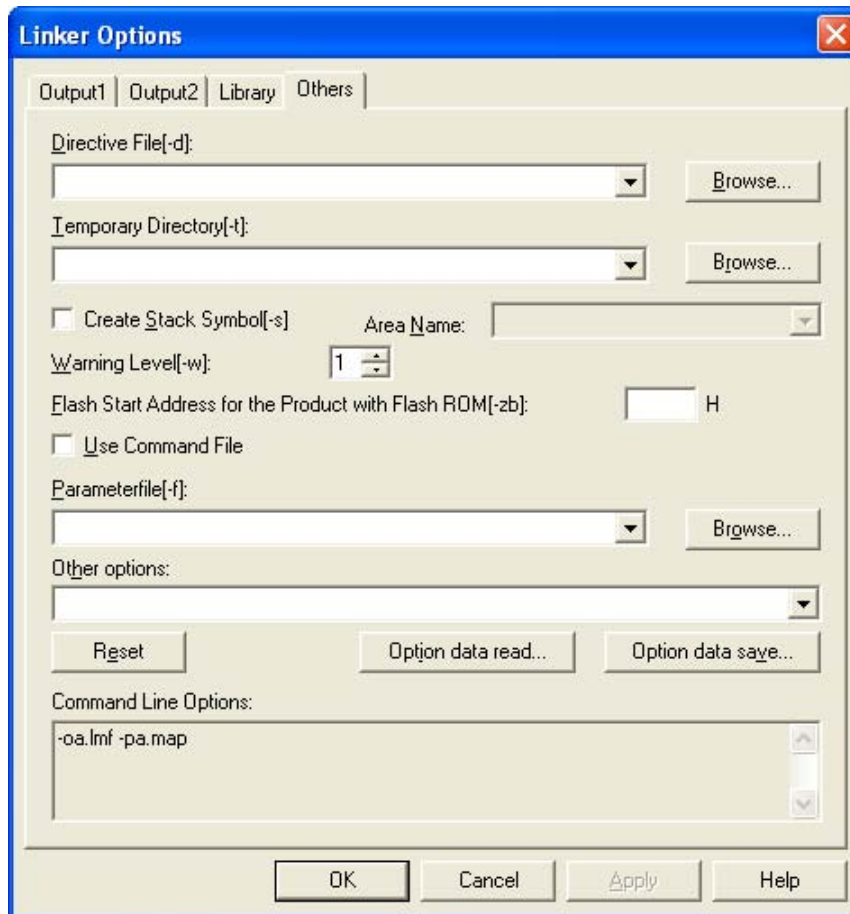 Linker Options
Output1 Output2 Library Others
Directive File[-d]:
Browse...
Temporary Directory[-t]:
Browse...
Create Stack Symbol[-s] Area Name:
Warning Level[-w]: 1
Flash Start Address for the Product with Flash ROM[-zb]: H
Use Command File
Parameterfile[-f]:
Browse...
Other options:
Reset Option data read... Option data save...
Command Line Options:
-oa.lmf -pa.map
OK Cancel Apply Help